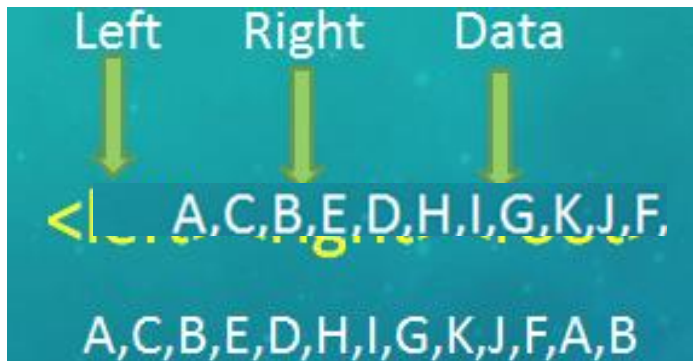 Left Right Data
A,C,B,E,D,H,I,G,K,J,F,
A,C,B,E,D,H,I,G,K,J,F,A,B